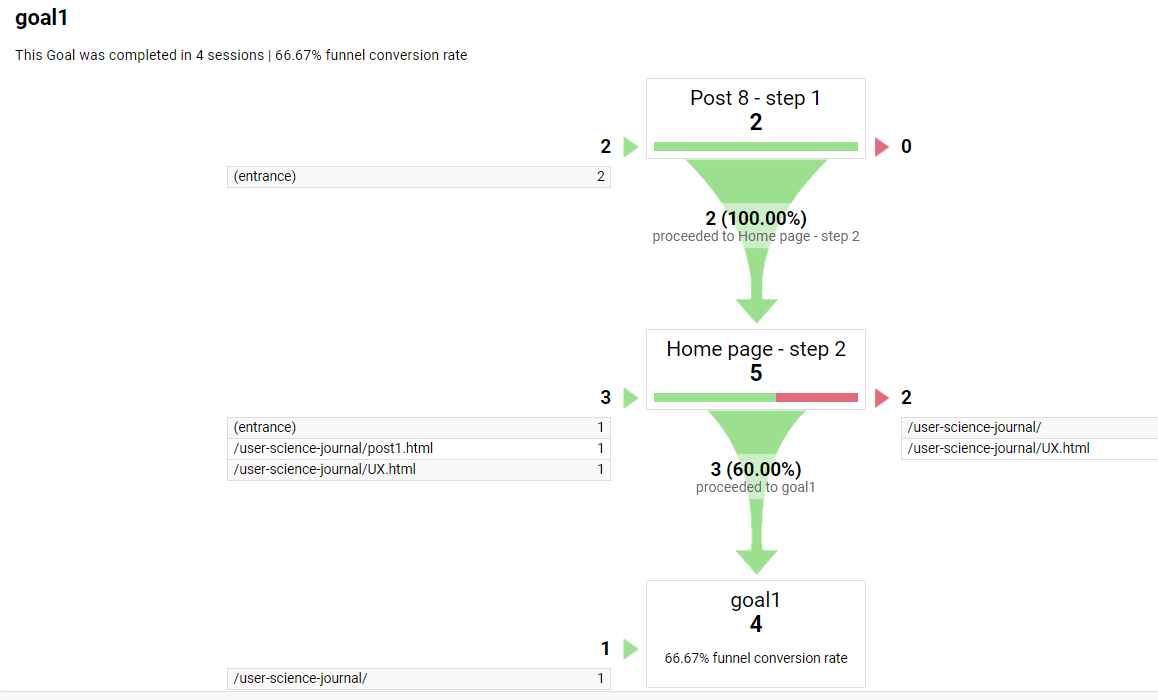 goal1
This Goal was completed in 4 sessions | 66.67% funnel conversion rate
Post 8 - step 1
2
2
0
(entrance) 2
2 (100.00%)
proceeded to Home page - step 2
Home page - step 2
5
3
2
(entrance) 1
/user-science-journal/post1.html 1
/user-science-journal/UX.html 1
/user-science-journal/
/user-science-journal/UX.html
3 (60.00%)
proceeded to goal1
goal1
4
66.67% funnel conversion rate
1
/user-science-journal/ 1